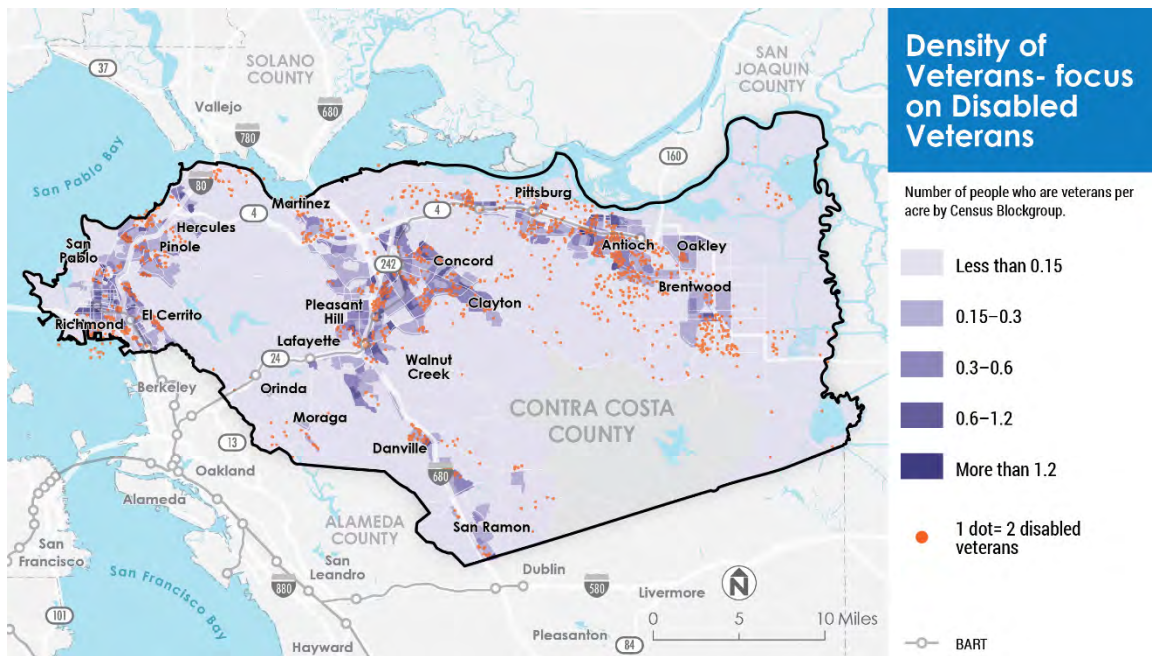 SOLANO
COUNTY
SAN
JOAQUIN
COUNTY
37
Vallejo
680
780
San Pablo Bay
160
80
Martinez
4
4
Pittsburg
Hercules
San
Pablo
Pinole
Antioch
Oakley
242
Concord
Brentwood
Clayton
Pleasant
Hill
Richmond
El Cerrito
Lafayette
24
Walnut
Creek
Berkeley
Orinda
CONTRA COSTA
COUNTY
Moraga
13
Danville
Oakland
680
Alameda
ALAMEDA
COUNTY
San Ramon
San
Francisco
San
Leandro
Dublin
San Francisco Bay
880
580
Livermore
N
0 5 10 Miles
101
Hayward
Pleasanton
84
Density of
Veterans- focus
on Disabled
Veterans
Number of people who are veterans per
acre by Census Blockgroup.
Less than 0.15
0.15–0.3
0.3–0.6
0.6–1.2
More than 1.2
1 dot= 2 disabled
veterans
BART